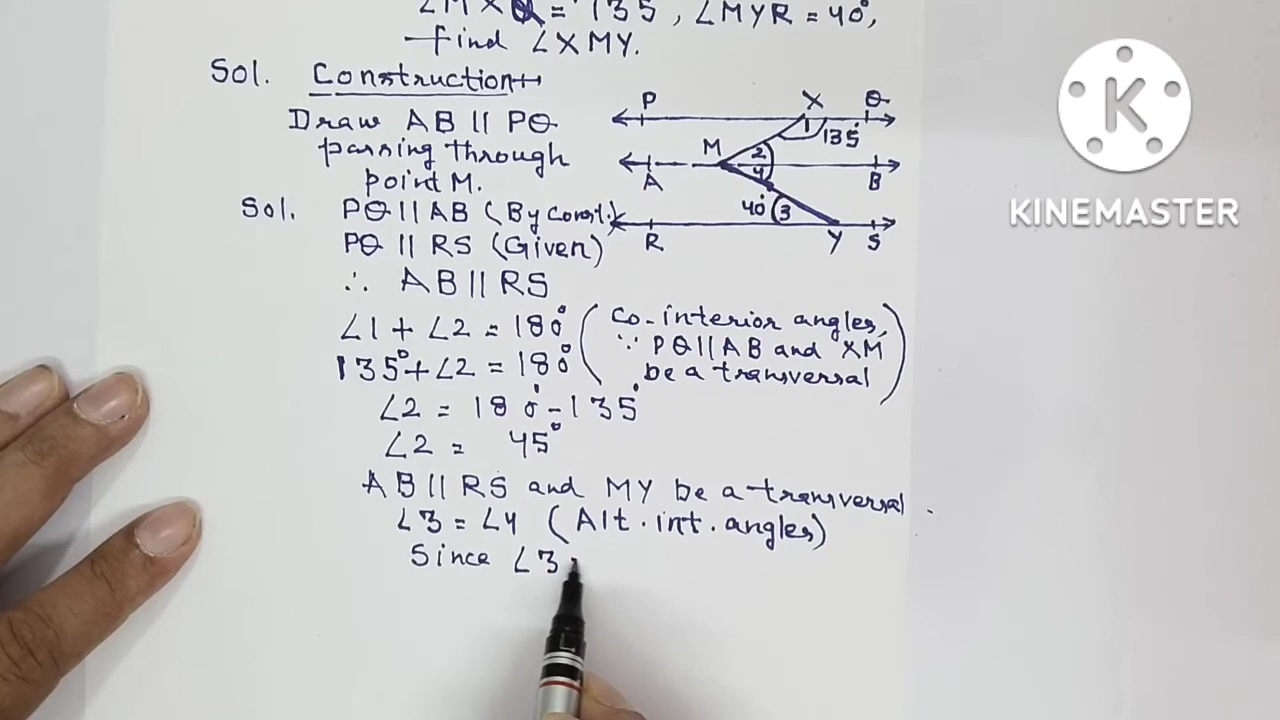 ∠MXQ = 135°, ∠MYR = 40°,
find ∠XMY.
Sol. Construction
Draw AB || PQ
passing through
point M.
Sol. PQ || AB (By Const.)
PQ || RS (Given)
∴ AB || RS
∠1 + ∠2 = 180°
(Co-interior angles,
∵ PQ || AB and XM
be a transversal)
135° + ∠2 = 180°
∠2 = 180° - 135°
∠2 = 45°
AB || RS and MY be a transversal.
∠3 = ∠4 (Alt. int. angles)
Since ∠3
P X Q
1 135°
M 2
A 4 B
40° 3
R Y S
K
KINEMASTER